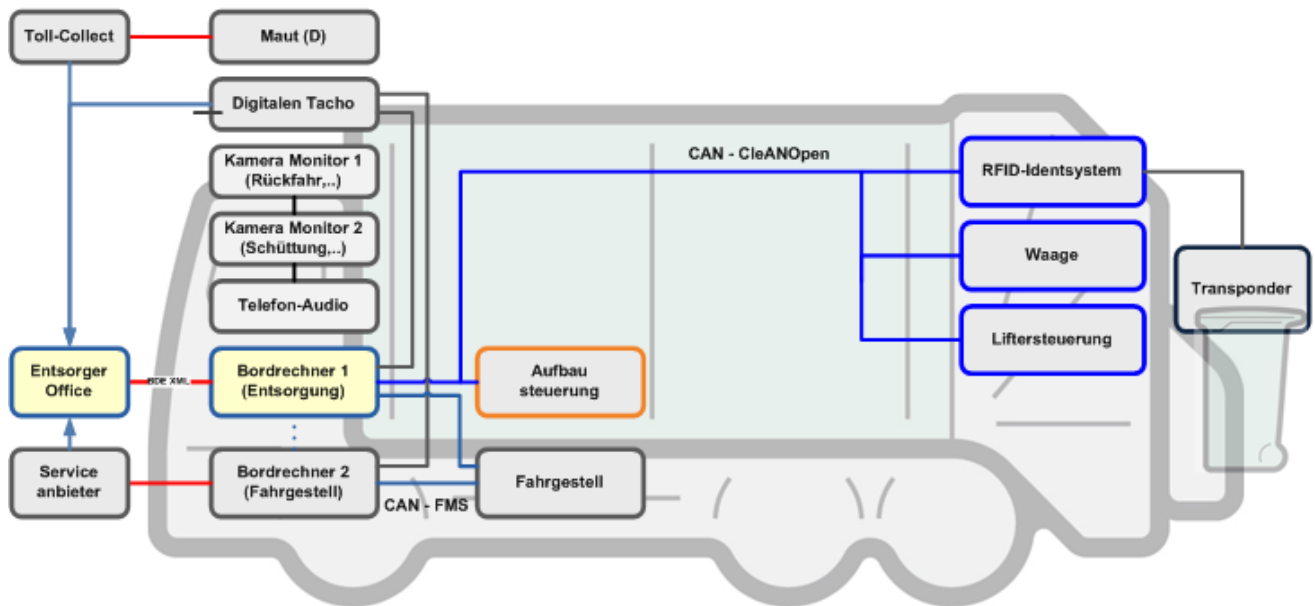 Toll-Collect
Maut (D)
Digitalen Tacho
Kamera Monitor 1
(Rückfahr,..)
Kamera Monitor 2
(Schüttung,..)
Telefon-Audio
CAN - CleANOpen
RFID-Identsystem
Waage
Liftersteuerung
Transponder
Entsorger
Office
BDE XML
Bordrechner 1
(Entsorgung)
Aufbau
steuerung
Service
anbieter
Bordrechner 2
(Fahrgestell)
CAN - FMS
Fahrgestell